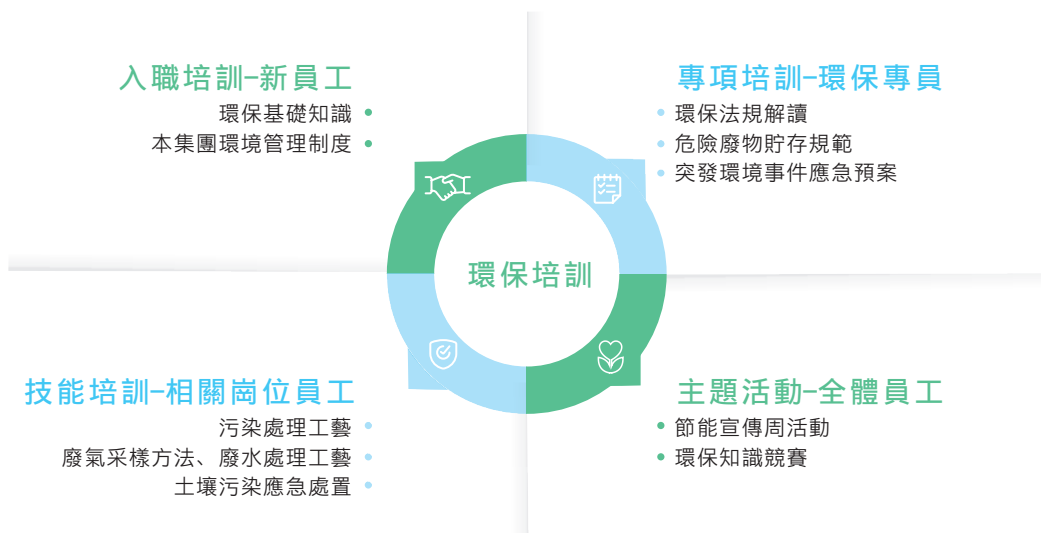 入職培訓–新員工
環保基礎知識
本集團環境管理制度
專項培訓–環保專員
環保法規解讀
危險廢物貯存規範
突發環境事件應急預案
環保培訓
技能培訓–相關崗位員工
污染處理工藝
廢氣采樣方法、廢水處理工藝
土壤污染應急處置
主題活動–全體員工
節能宣傳周活動
環保知識競賽